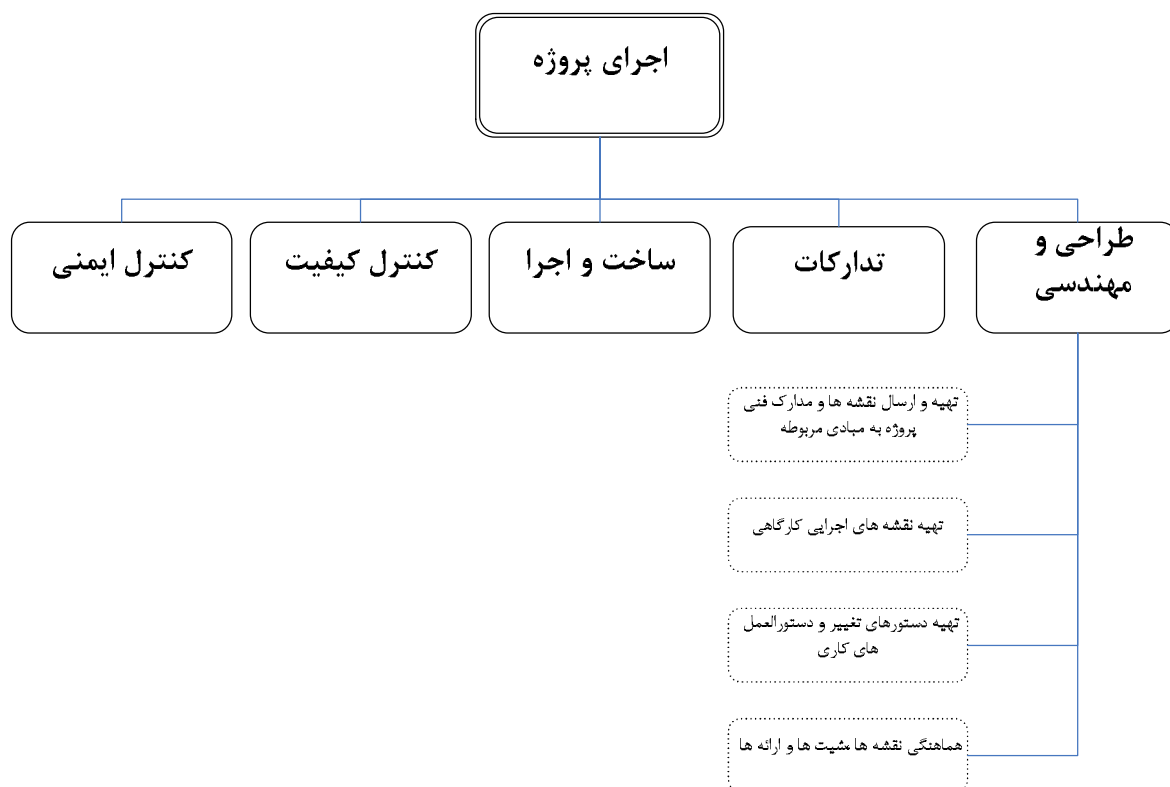 اجرای پروژه
طراحی و
مهندسی
تدارکات
ساخت و اجرا
کنترل کیفیت
کنترل ایمنی
تهیه و ارسال نقشه ها و مدارک فنی
پروژه به مبادی مربوطه
تهیه نقشه های اجرایی کارگاهی
تهیه دستورهای تغییر و دستورالعمل
های کاری
هماهنگی نقشه ها مشیت ها و ارائه ها